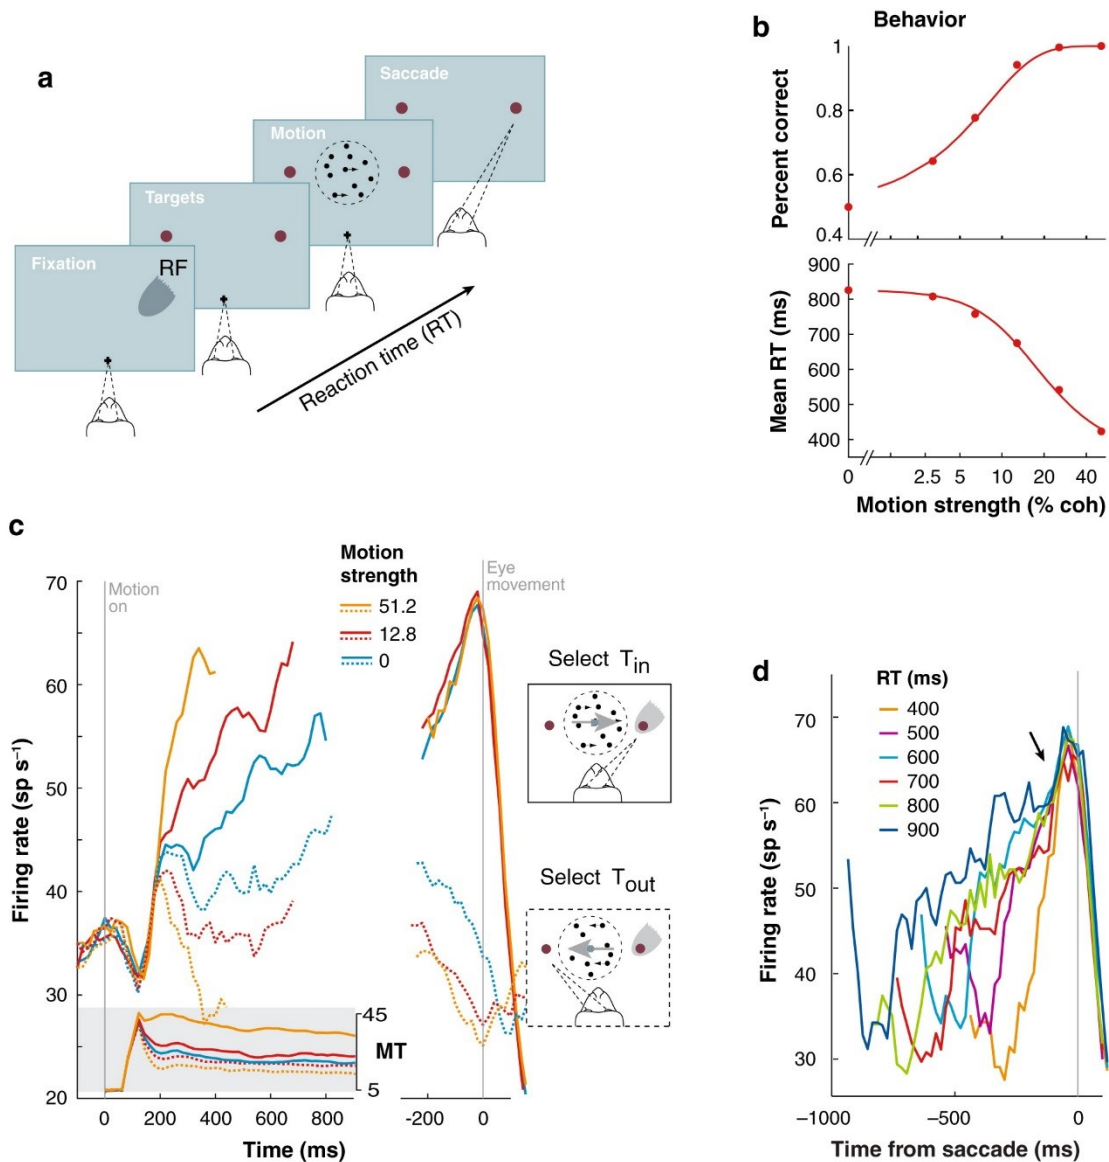 a
Fixation
RF
Targets
Motion
Saccade
Reaction time (RT)
b
Behavior
Percent correct
1
0.8
0.6
0.4
Mean RT (ms)
900
800
700
600
500
400
0 2.5 5 10 20 40
Motion strength (% coh)
c
Motion
strength
51.2
12.8
0
Motion
on
Eye
movement
Firing rate (sp s⁻¹)
70
60
50
40
30
20
45
MT
5
0 200 400 600 800
-200 0
Time (ms)
Select Tin
Select Tout
d
RT (ms)
400
500
600
700
800
900
Firing rate (sp s⁻¹)
70
60
50
40
30
−1000 −500 0
Time from saccade (ms)